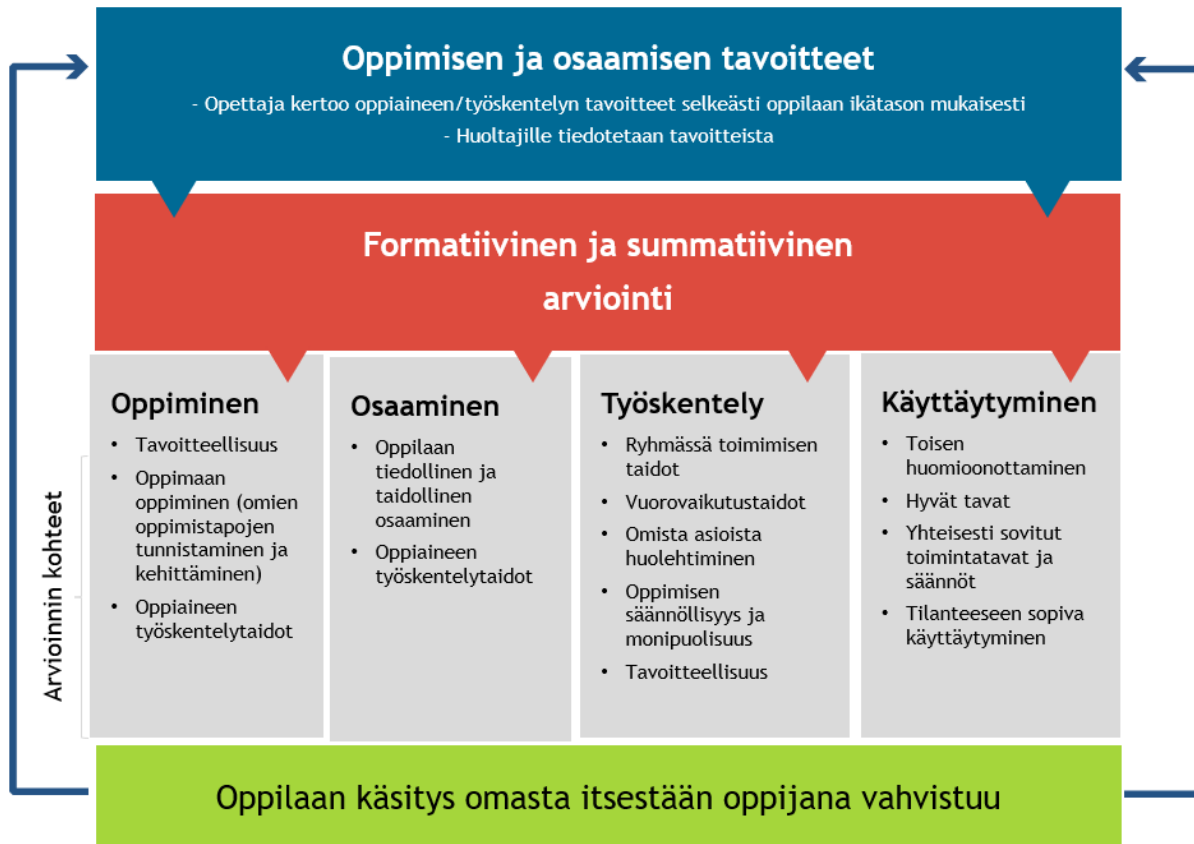 Oppimisen ja osaamisen tavoitteet
- Opettaja kertoo oppiaineen/työskentelyn tavoitteet selkeästi oppilaan ikätason mukaisesti
- Huoltajille tiedotetaan tavoitteista
Formatiivinen ja summatiivinen
arviointi
Arvioinnin kohteet
Oppiminen
• Tavoitteellisuus
• Oppimaan
oppiminen (omien
oppimistapojen
tunnistaminen ja
kehittäminen)
• Oppiaineen
työskentelytaidot
Osaaminen
• Oppilaan
tiedollinen ja
taidollinen
osaaminen
• Oppiaineen
työskentelytaidot
Työskentely
• Ryhmässä toimimisen
taidot
• Vuorovaikutustaidot
• Omista asioista
huolehtiminen
• Oppimisen
säännöllisyys ja
monipuolisuus
• Tavoitteellisuus
Käyttäytyminen
• Toisen
huomioonottaminen
• Hyvät tavat
• Yhteisesti sovitut
toimintatavat ja
säännöt
• Tilanteeseen sopiva
käyttäytyminen
Oppilaan käsitys omasta itsestään oppijana vahvistuu